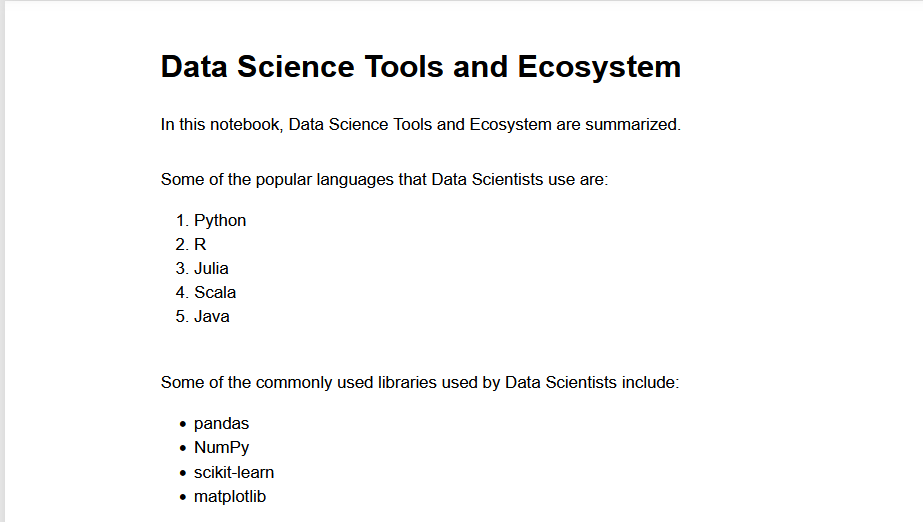 Data Science Tools and Ecosystem
In this notebook, Data Science Tools and Ecosystem are summarized.
Some of the popular languages that Data Scientists use are:
1. Python
2. R
3. Julia
4. Scala
5. Java
Some of the commonly used libraries used by Data Scientists include:
• pandas
• NumPy
• scikit-learn
• matplotlib